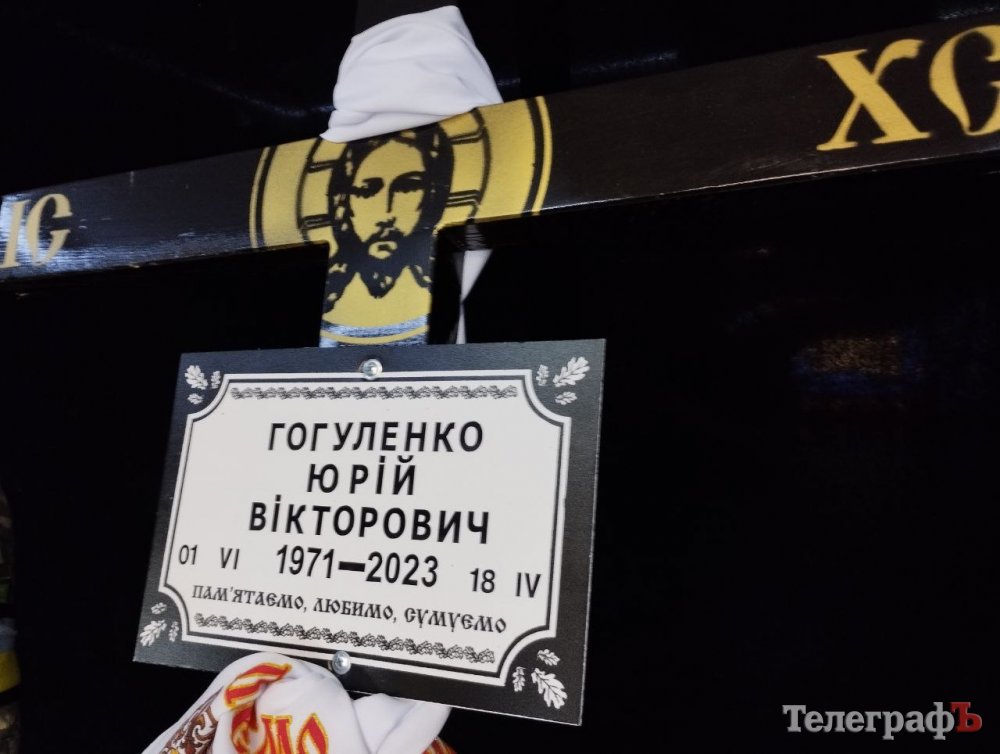 ІС
ХС
ГОГУЛЕНКО
ЮРІЙ
ВІКТОРОВИЧ
01 VI 1971—2023 18 IV
ПАМ'ЯТАЄМО, ЛЮБИМО, СУМУЄМО
ТелеграфЪ